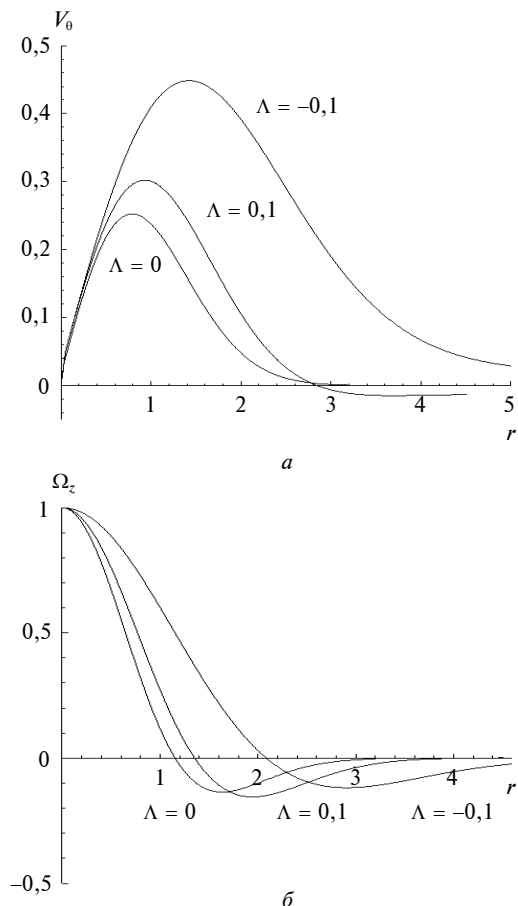 V_θ
0,5
0,4
Λ = –0,1
0,3
Λ = 0,1
0,2
Λ = 0
0,1
0
1 2 3 4 5
r
а
Ω_z
1
0,5
0
1 2 3 4 r
Λ = 0 Λ = 0,1 Λ = –0,1
–0,5
б